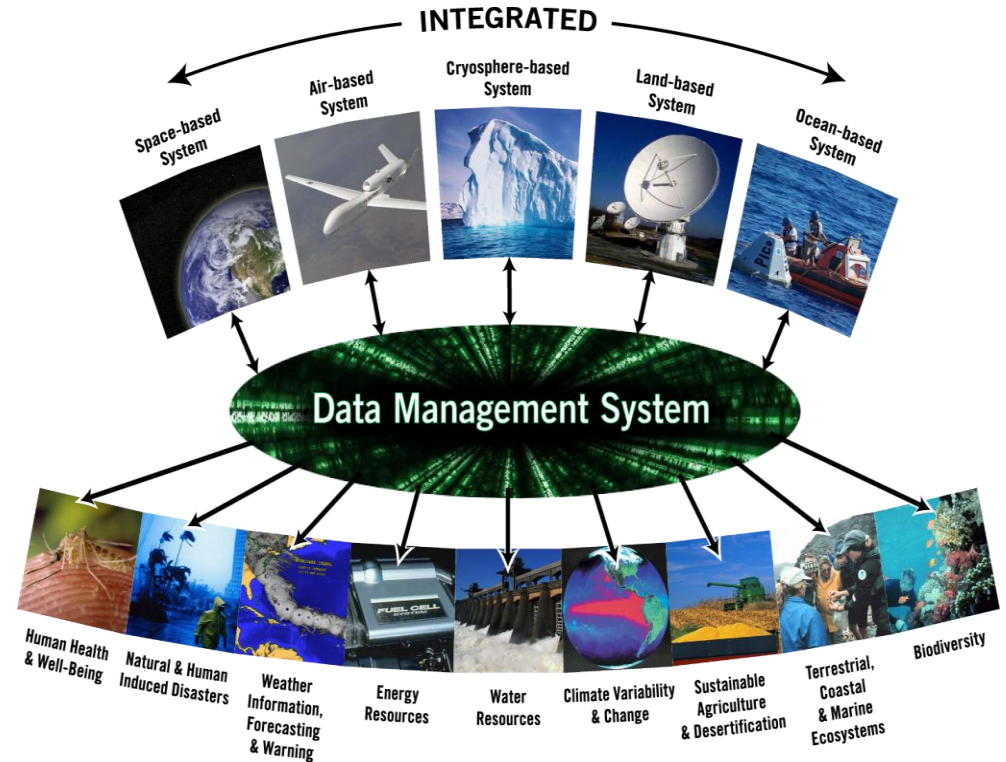 INTEGRATED
Space-based
System
Air-based
System
Cryosphere-based
System
Land-based
System
Ocean-based
System
Data Management System
FUEL CELL
SYSTEM
Human Health
& Well-Being
Natural & Human
Induced Disasters
Weather
Information,
Forecasting
& Warning
Energy
Resources
Water
Resources
Climate Variability
& Change
Sustainable
Agriculture
& Desertification
Terrestrial,
Coastal
& Marine
Ecosystems
Biodiversity